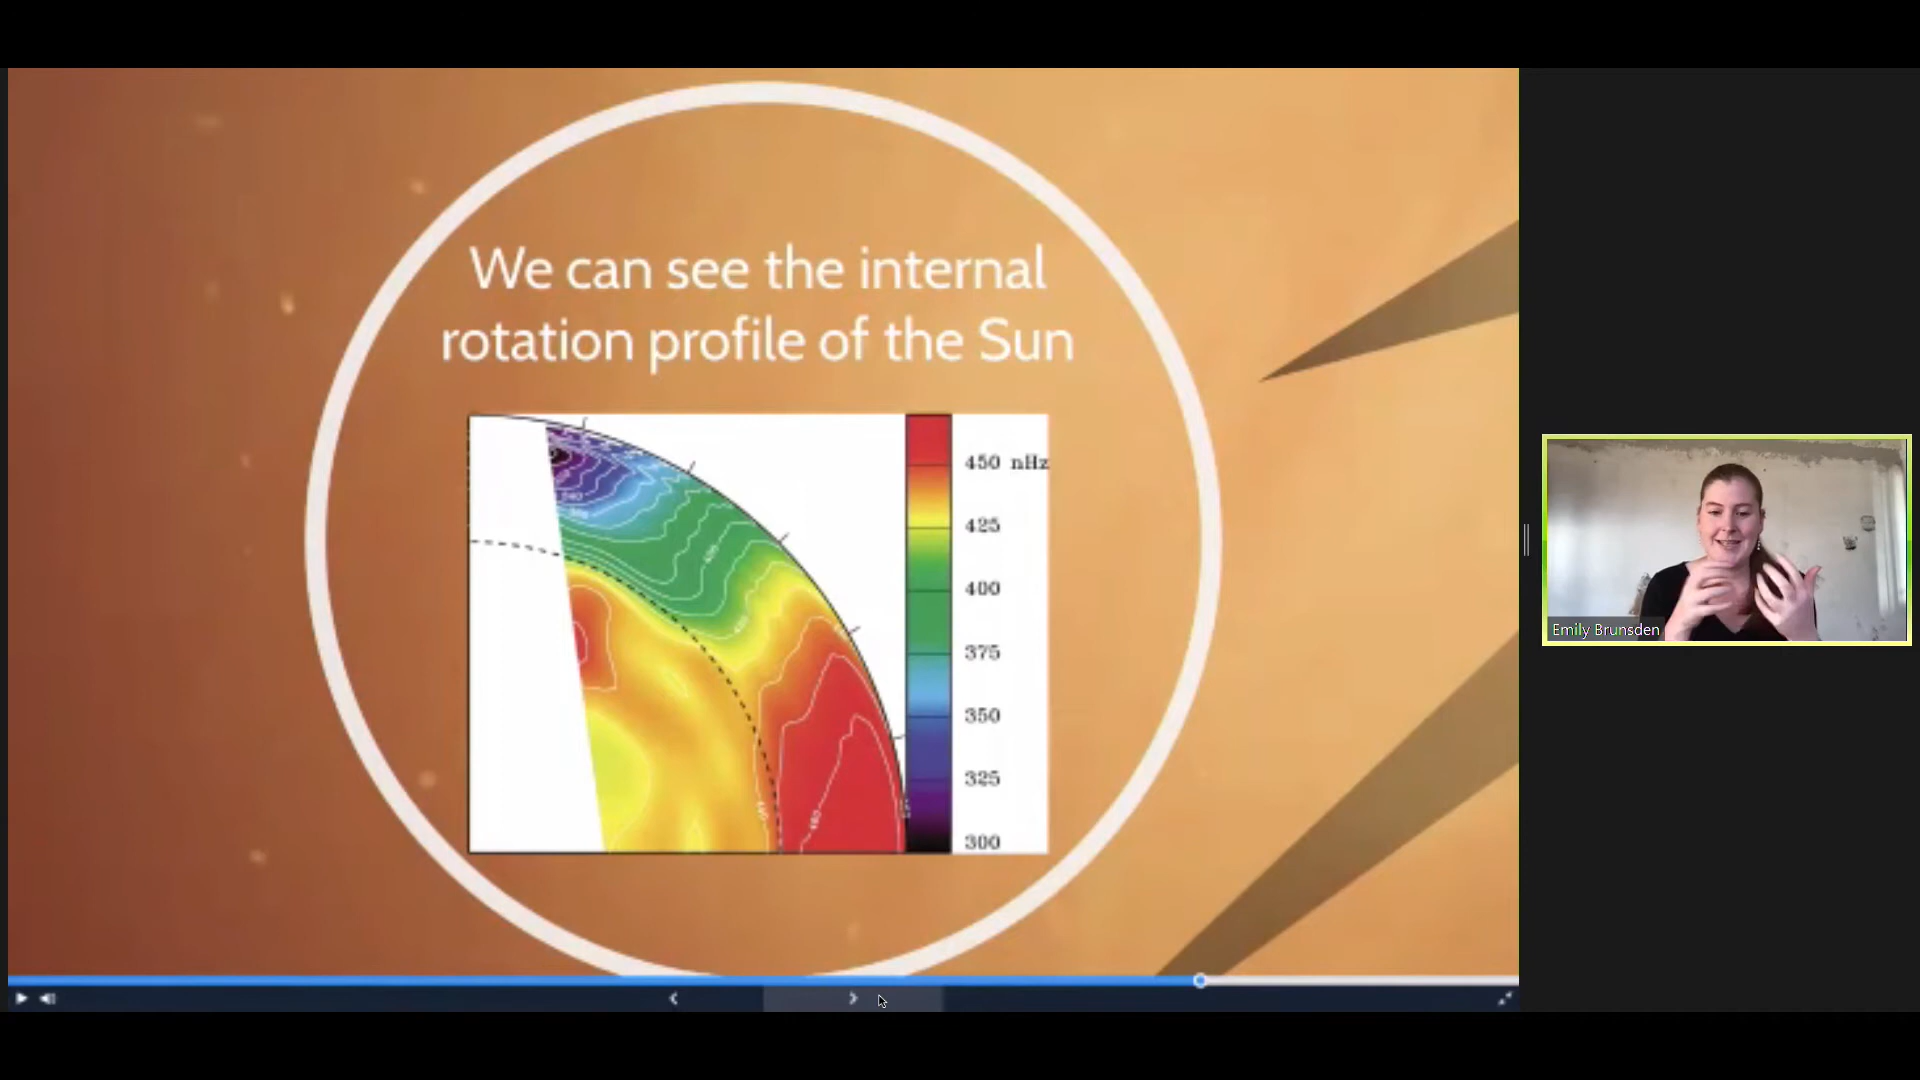 We can see the internal
rotation profile of the Sun
450 nHz
425
400
375
350
325
300
Emily Brunsden